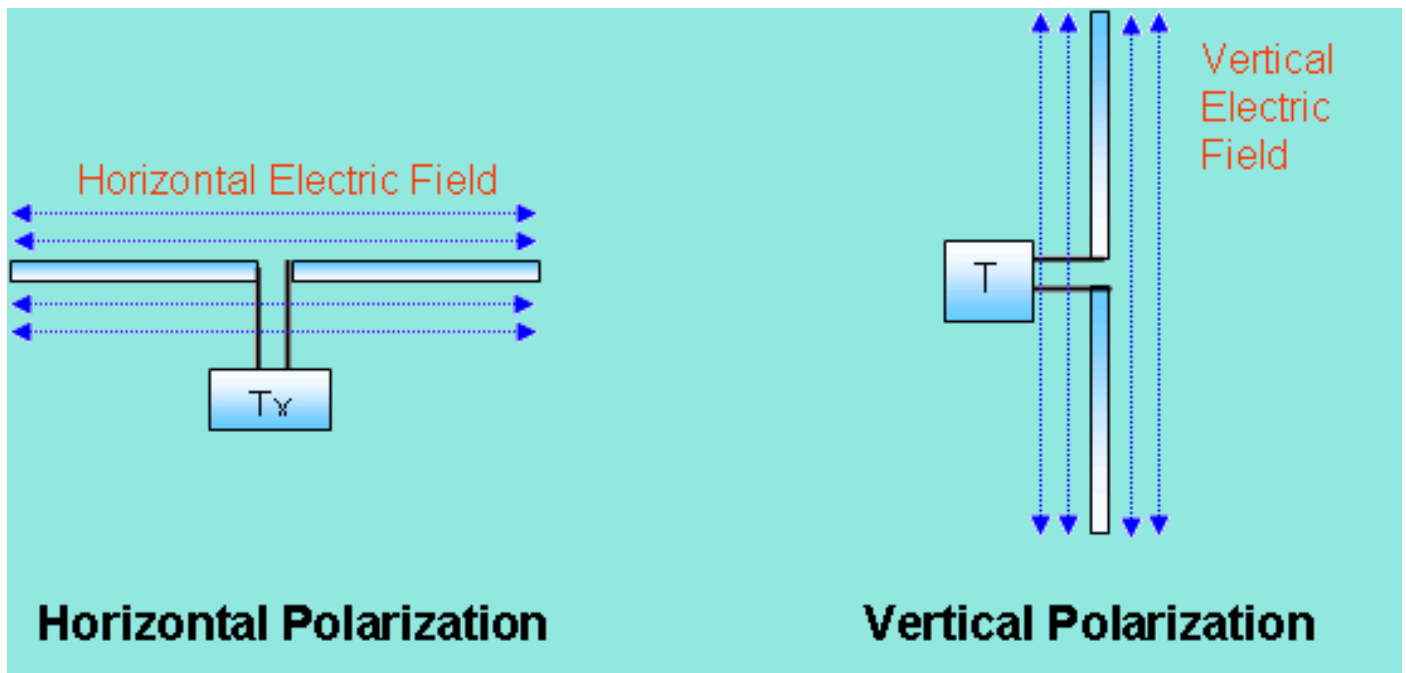 Horizontal Electric Field
Tx
Horizontal Polarization
Vertical
Electric
Field
T
Vertical Polarization